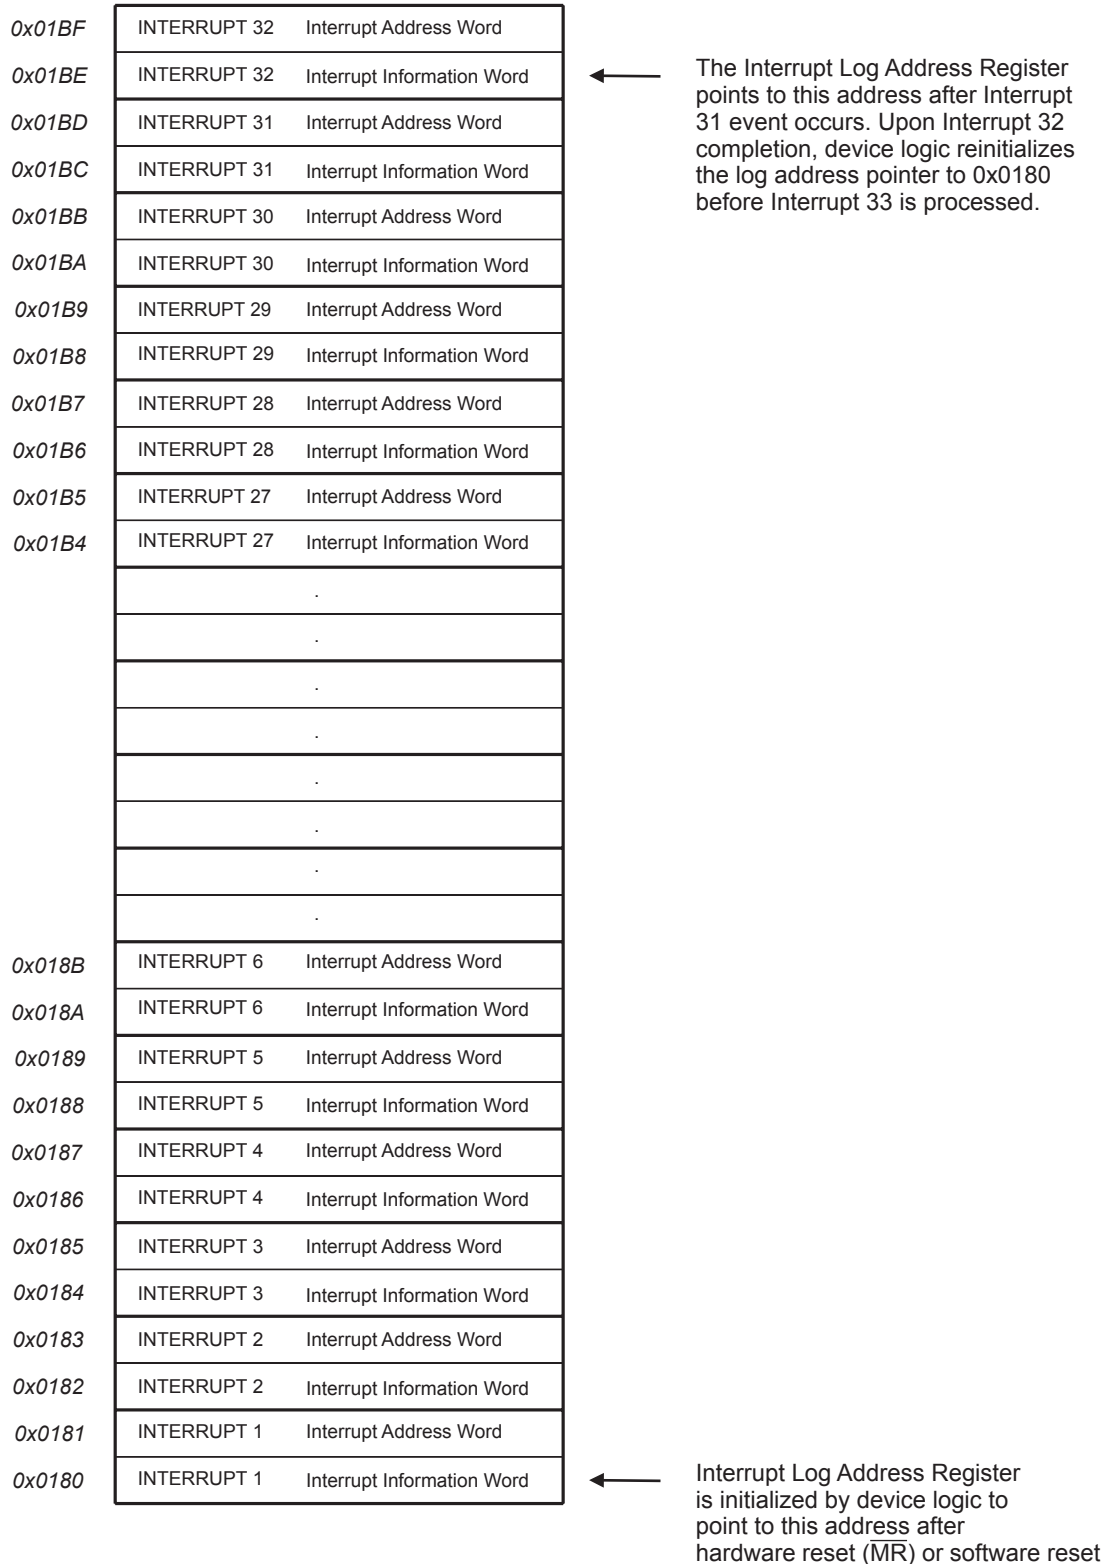 0x01BF INTERRUPT 32 Interrupt Address Word
0x01BE INTERRUPT 32 Interrupt Information Word
0x01BD INTERRUPT 31 Interrupt Address Word
0x01BC INTERRUPT 31 Interrupt Information Word
0x01BB INTERRUPT 30 Interrupt Address Word
0x01BA INTERRUPT 30 Interrupt Information Word
0x01B9 INTERRUPT 29 Interrupt Address Word
0x01B8 INTERRUPT 29 Interrupt Information Word
0x01B7 INTERRUPT 28 Interrupt Address Word
0x01B6 INTERRUPT 28 Interrupt Information Word
0x01B5 INTERRUPT 27 Interrupt Address Word
0x01B4 INTERRUPT 27 Interrupt Information Word
.
.
.
.
.
.
.
.
0x018B INTERRUPT 6 Interrupt Address Word
0x018A INTERRUPT 6 Interrupt Information Word
0x0189 INTERRUPT 5 Interrupt Address Word
0x0188 INTERRUPT 5 Interrupt Information Word
0x0187 INTERRUPT 4 Interrupt Address Word
0x0186 INTERRUPT 4 Interrupt Information Word
0x0185 INTERRUPT 3 Interrupt Address Word
0x0184 INTERRUPT 3 Interrupt Information Word
0x0183 INTERRUPT 2 Interrupt Address Word
0x0182 INTERRUPT 2 Interrupt Information Word
0x0181 INTERRUPT 1 Interrupt Address Word
0x0180 INTERRUPT 1 Interrupt Information Word
The Interrupt Log Address Register
points to this address after Interrupt
31 event occurs. Upon Interrupt 32
completion, device logic reinitializes
the log address pointer to 0x0180
before Interrupt 33 is processed.
Interrupt Log Address Register
is initialized by device logic to
point to this address after
hardware reset (M̅R̅) or software reset